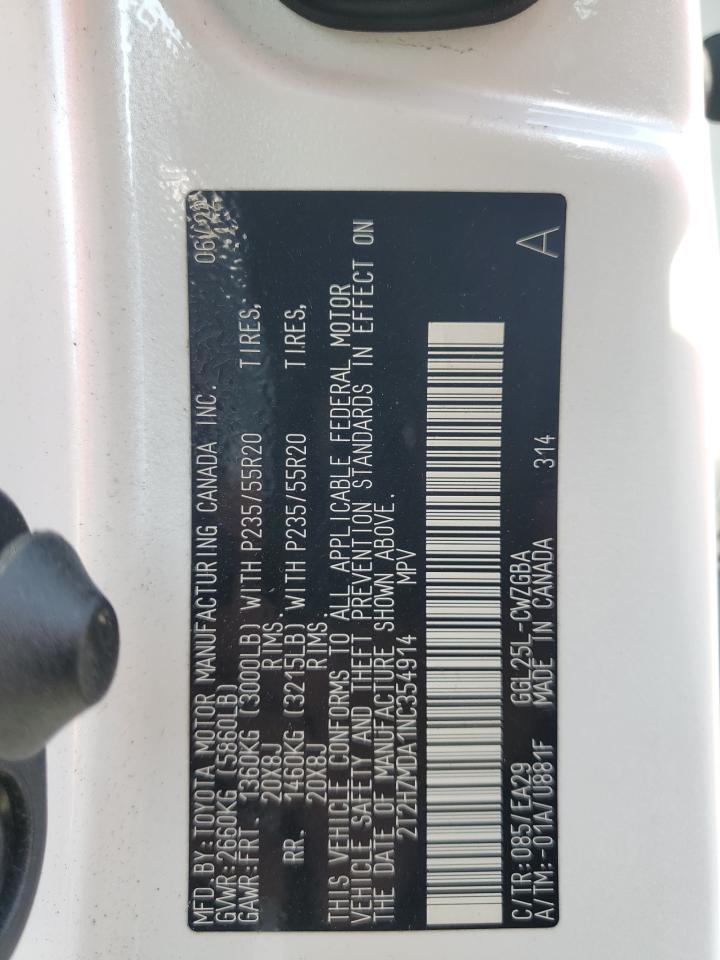 MFD. BY: TOYOTA MOTOR MANUFACTURING CANADA INC. 06/22
GVWR: 2660KG (5860LB)
GAWR: FRT. 1360KG (3000LB) WITH P235/55R20 TIRES,
20X8J RIMS.
RR. 1460KG (3215LB) WITH P235/55R20 TIRES,
20X8J RIMS.
THIS VEHICLE CONFORMS TO ALL APPLICABLE FEDERAL MOTOR
VEHICLE SAFETY AND THEFT PREVENTION STANDARDS IN EFFECT ON
THE DATE OF MANUFACTURE SHOWN ABOVE.
2T2HZMDA1NC354914 MPV
C/TR: 085/EA29 GGL25L-CWZGBA
A/TM: -01A/U881F MADE IN CANADA 314 A